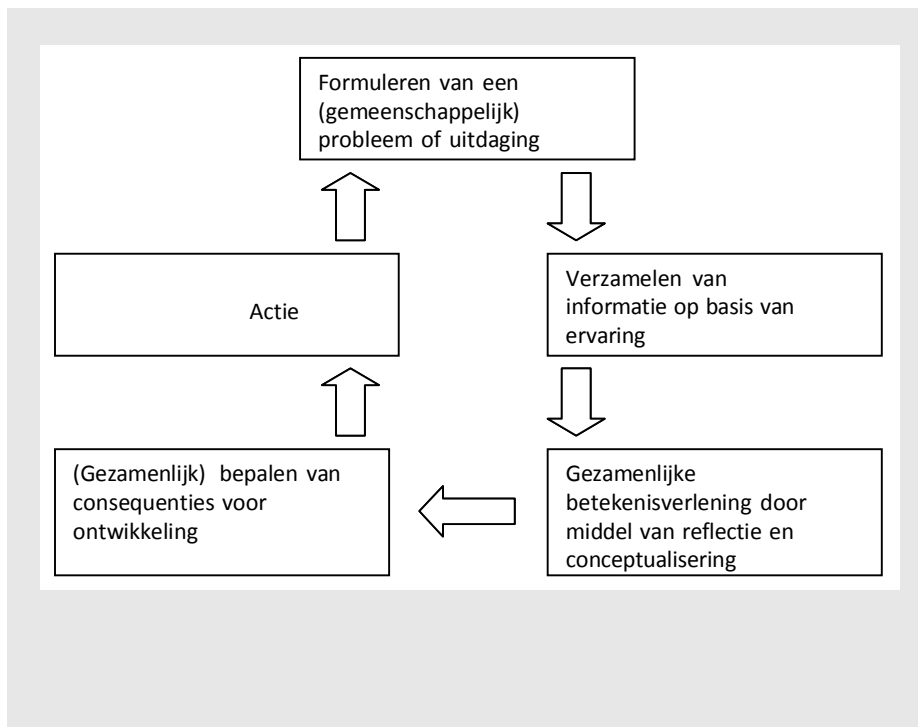 Formuleren van een
(gemeenschappelijk)
probleem of uitdaging
Verzamelen van
informatie op basis van
ervaring
Actie
Gezamenlijke
betekenisverlening door
middel van reflectie en
conceptualisering
(Gezamenlijk) bepalen van
consequenties voor
ontwikkeling